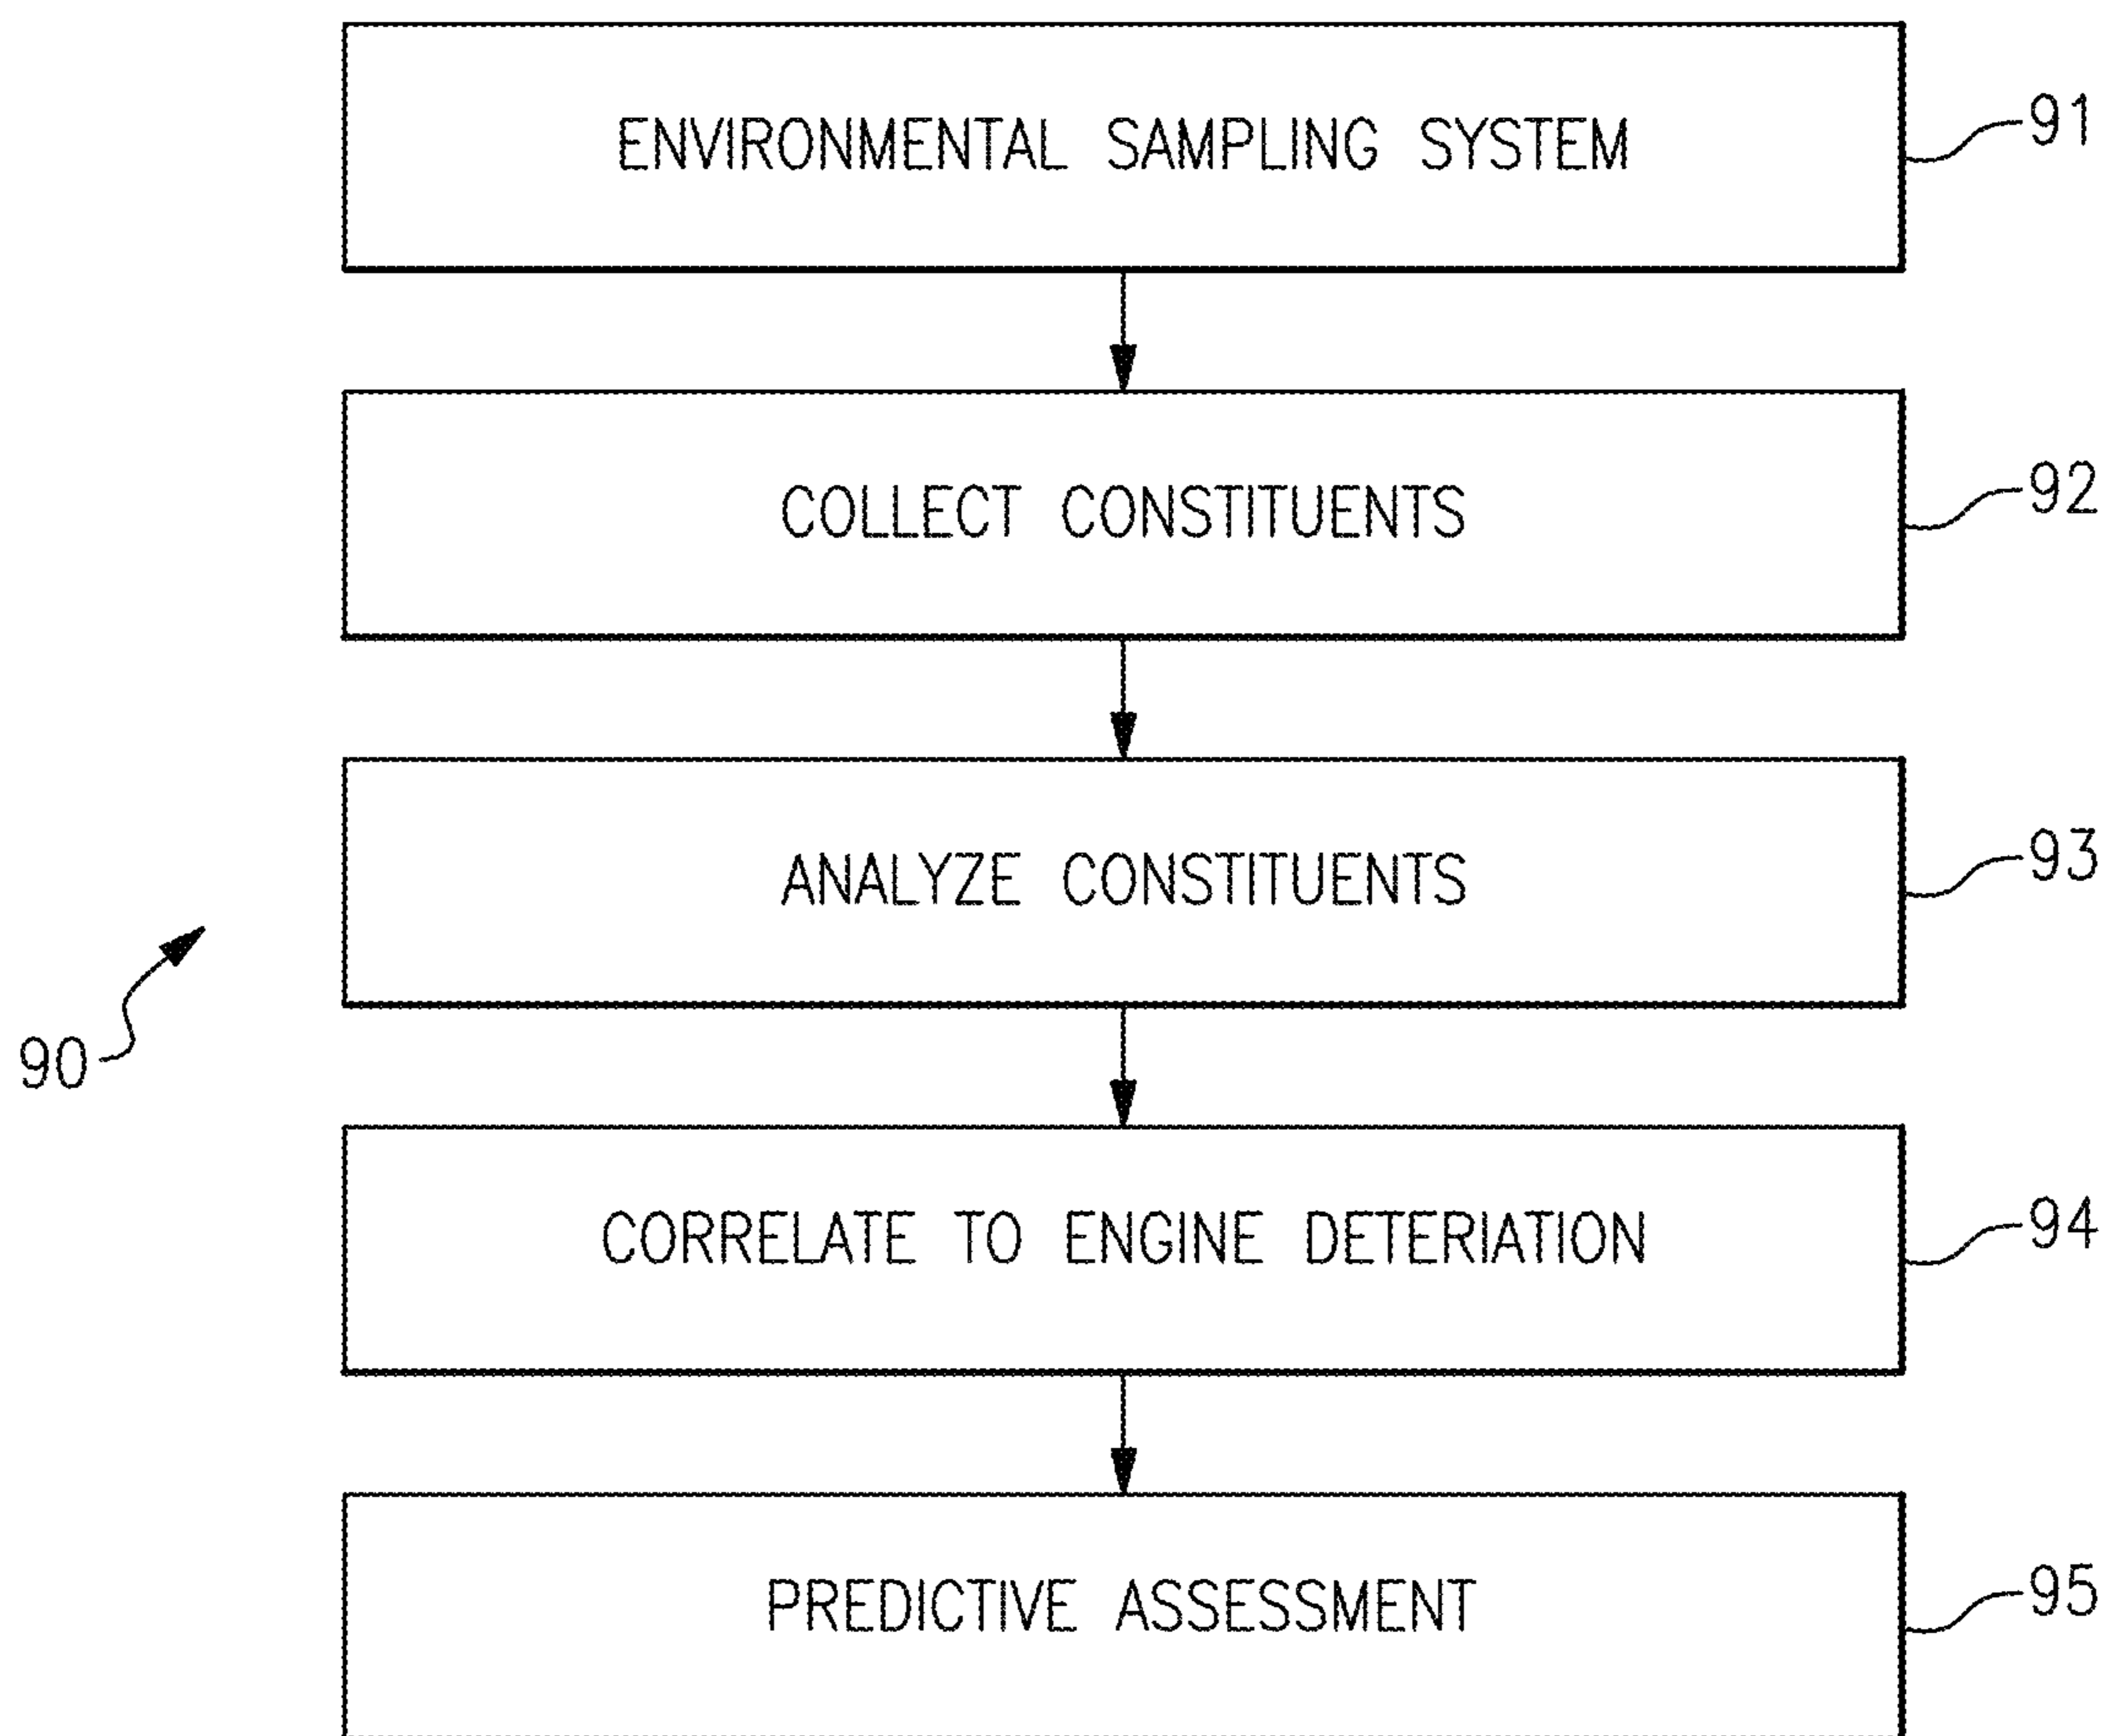 ENVIRONMENTAL SAMPLING SYSTEM
91
COLLECT CONSTITUENTS
92
ANALYZE CONSTITUENTS
93
90
CORRELATE TO ENGINE DETERIATION
94
PREDICTIVE ASSESSMENT
95